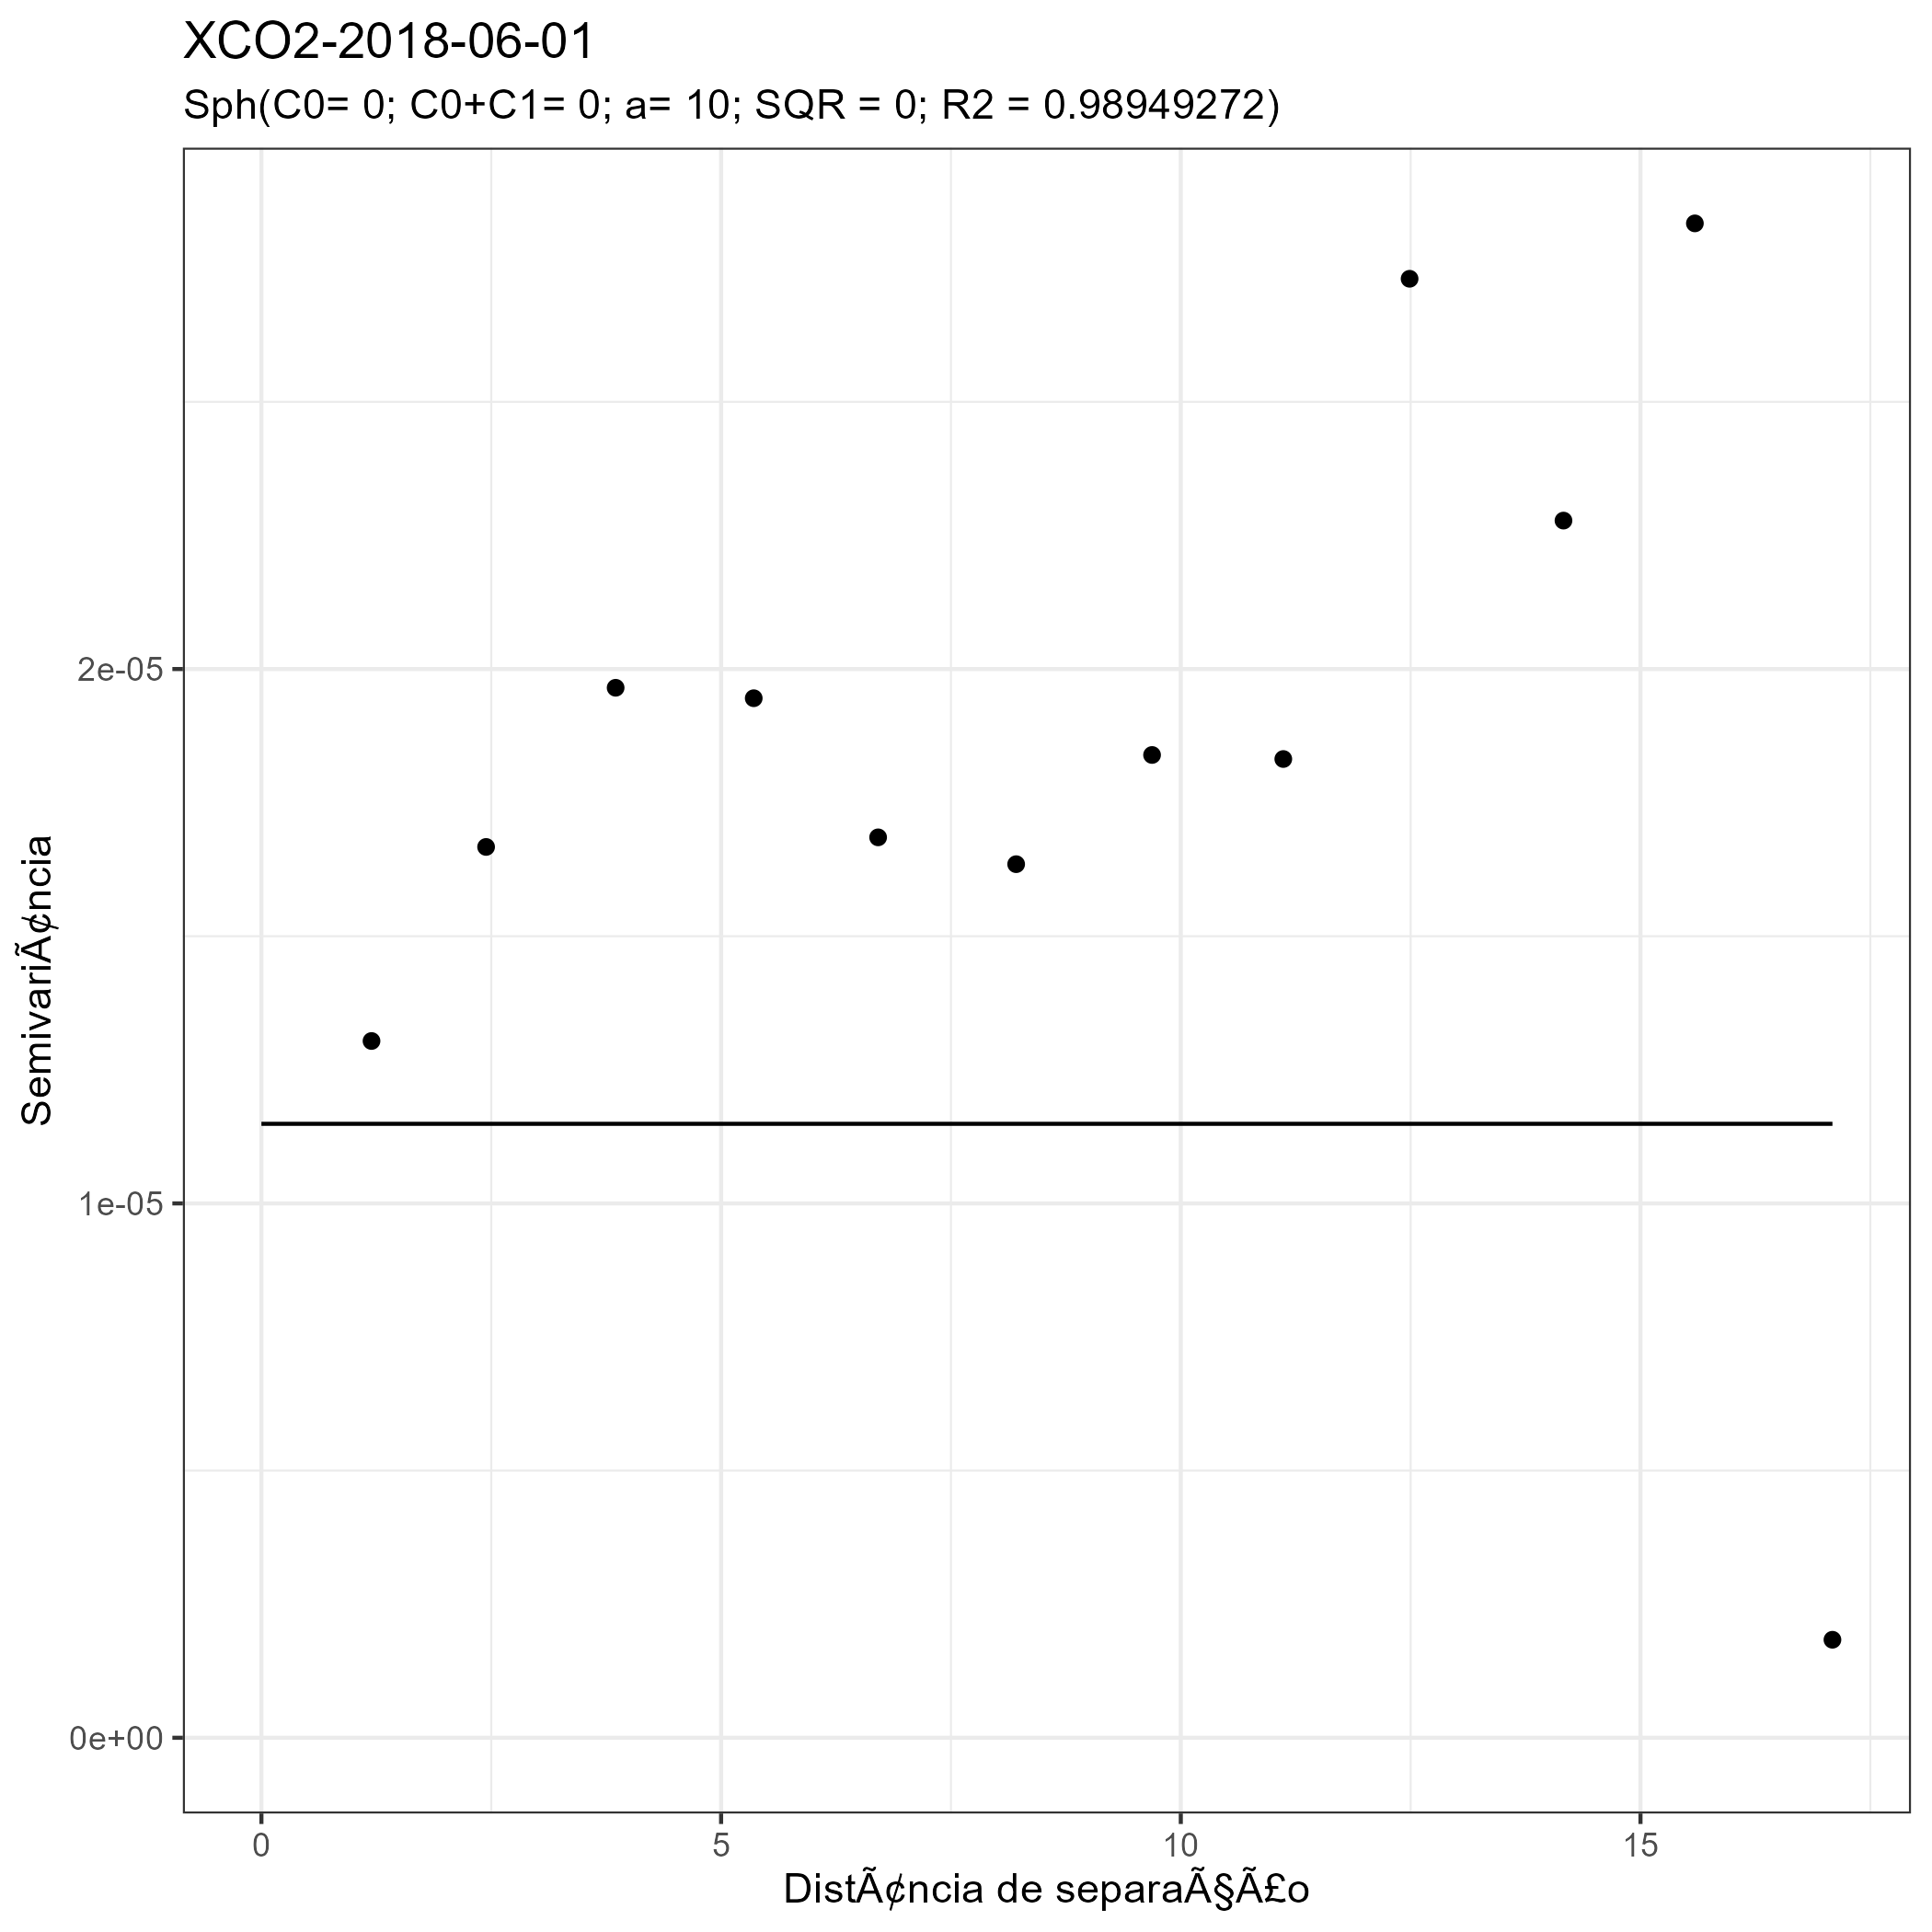 XCO2-2018-06-01
Sph(C0= 0; C0+C1= 0; a= 10; SQR = 0; R2 = 0.98949272)
SemivariÃ¢ncia
2e-05
1e-05
0e+00
0 5 10 15
DistÃ¢ncia de separaÃ§Ã£o